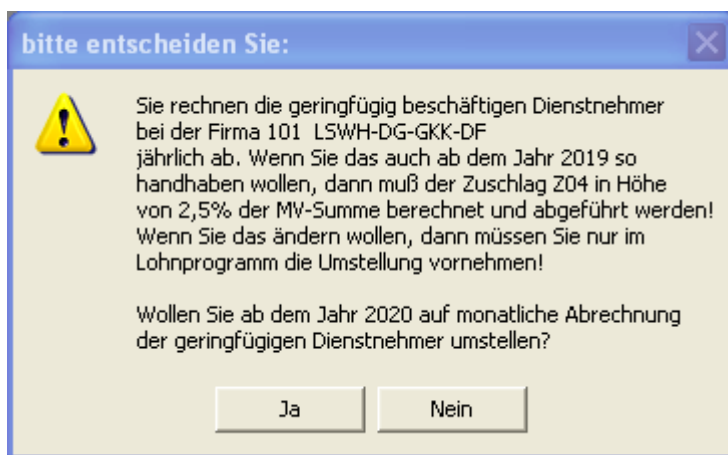 bitte entscheiden Sie:
Sie rechnen die geringfügig beschäftigen Dienstnehmer
bei der Firma 101 LSWH-DG-GKK-DF
jährlich ab. Wenn Sie das auch ab dem Jahr 2019 so
handhaben wollen, dann muß der Zuschlag Z04 in Höhe
von 2,5% der MV-Summe berechnet und abgeführt werden!
Wenn Sie das ändern wollen, dann müssen Sie nur im
Lohnprogramm die Umstellung vornehmen!
Wollen Sie ab dem Jahr 2020 auf monatliche Abrechnung
der geringfügigen Dienstnehmer umstellen?
Ja Nein